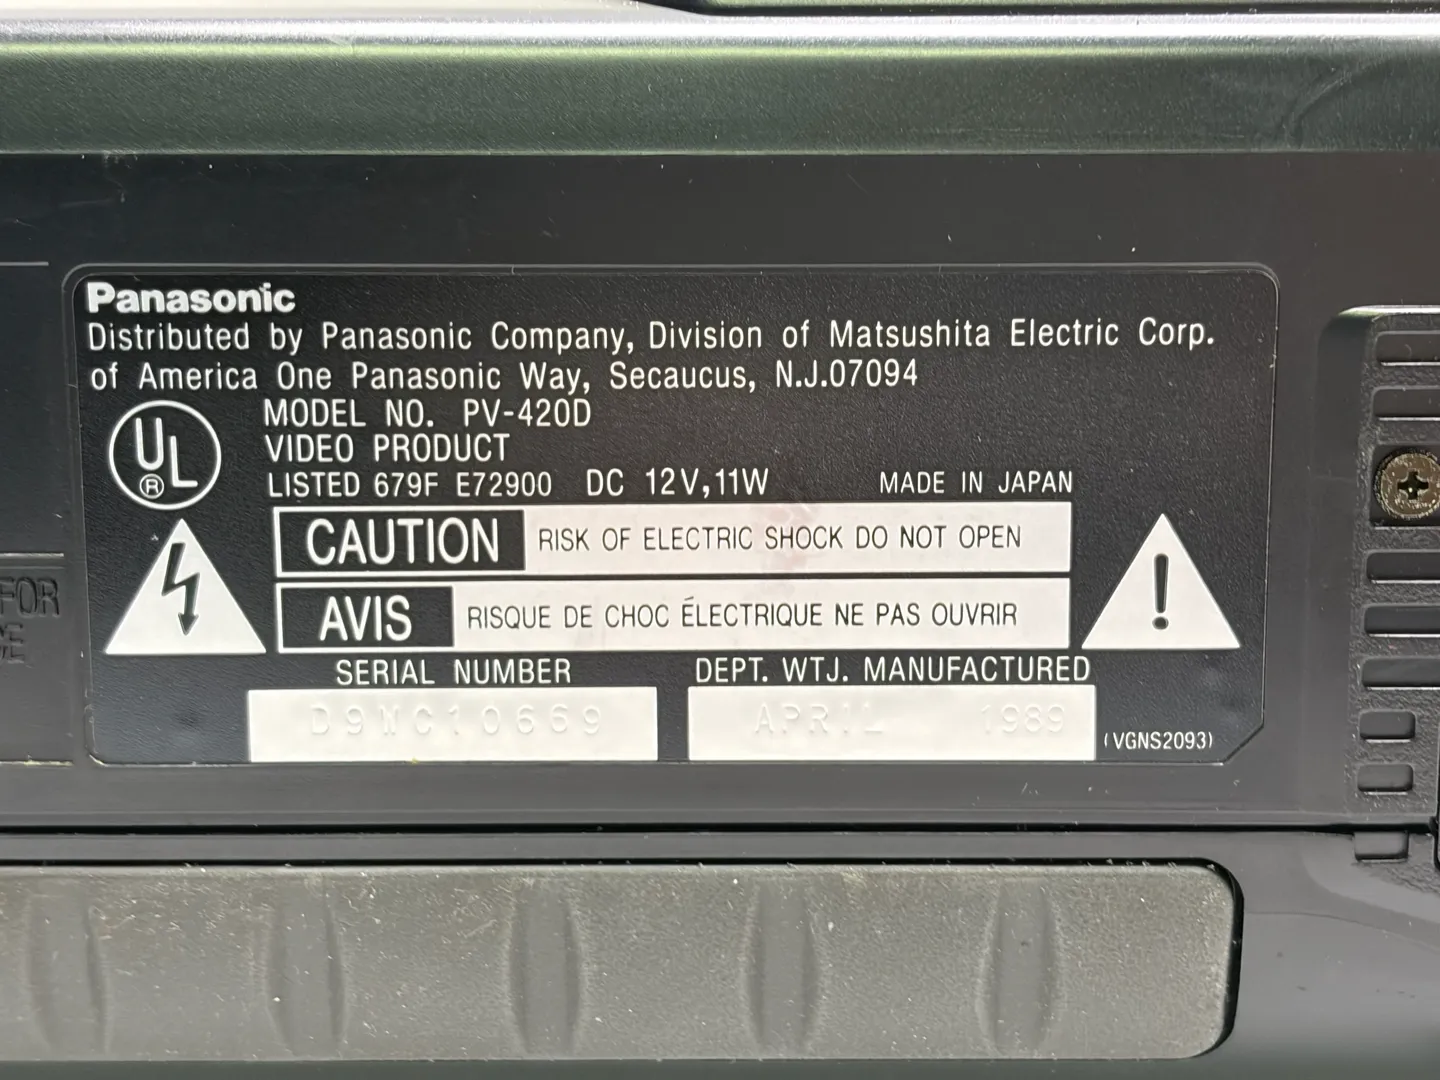 Panasonic
Distributed by Panasonic Company, Division of Matsushita Electric Corp.
of America One Panasonic Way, Secaucus, N.J.07094
UL®
MODEL NO. PV-420D
VIDEO PRODUCT
LISTED 679F E72900 DC 12V,11W MADE IN JAPAN
CAUTION RISK OF ELECTRIC SHOCK DO NOT OPEN
!
AVIS RISQUE DE CHOC ÉLECTRIQUE NE PAS OUVRIR
FOR
SERIAL NUMBER DEPT. WTJ. MANUFACTURED
D9WC10669 APRIL 1989
(VGNS2093)